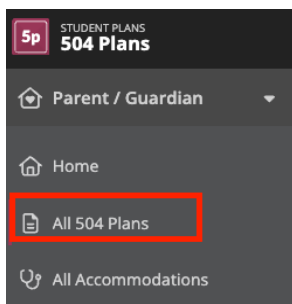 5p
STUDENT PLANS
504 Plans
Parent / Guardian
Home
All 504 Plans
All Accommodations